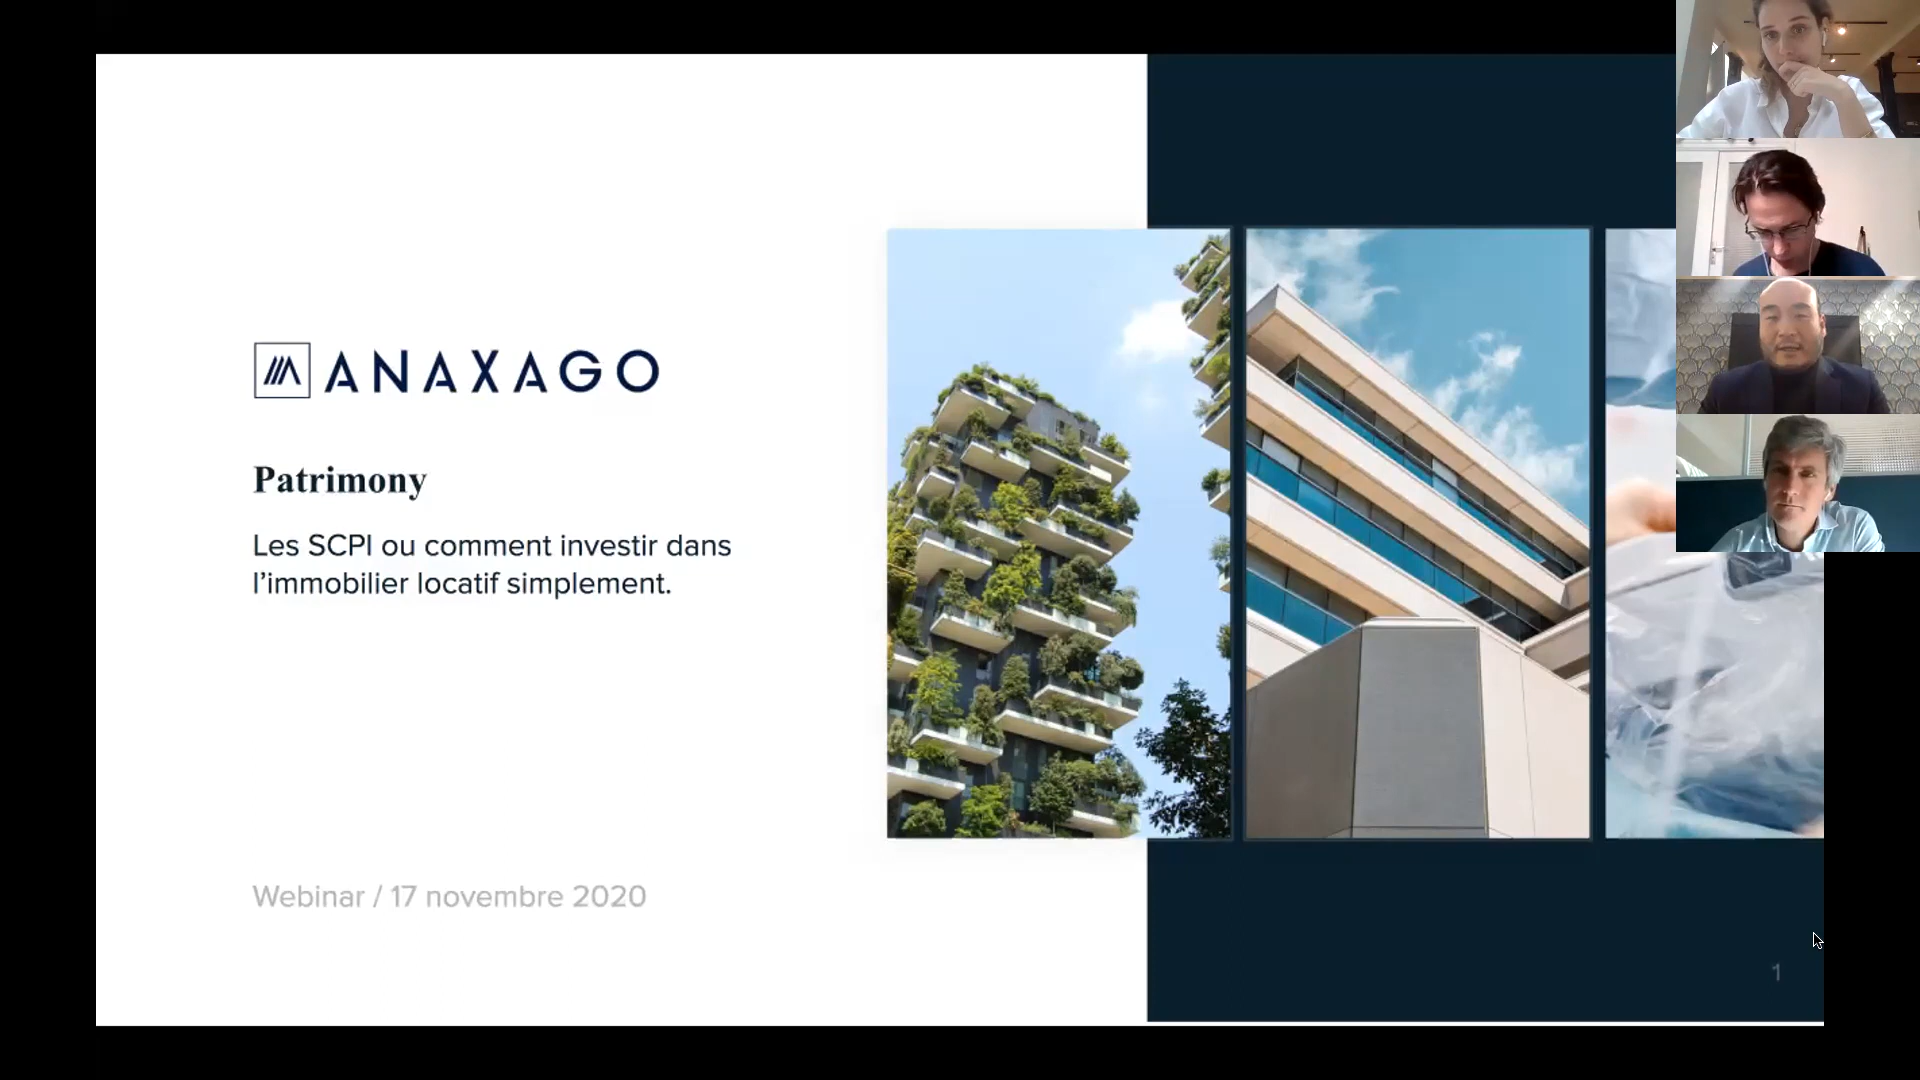 ANAXAGO
Patrimony
Les SCPI ou comment investir dans
l’immobilier locatif simplement.
Webinar / 17 novembre 2020
1